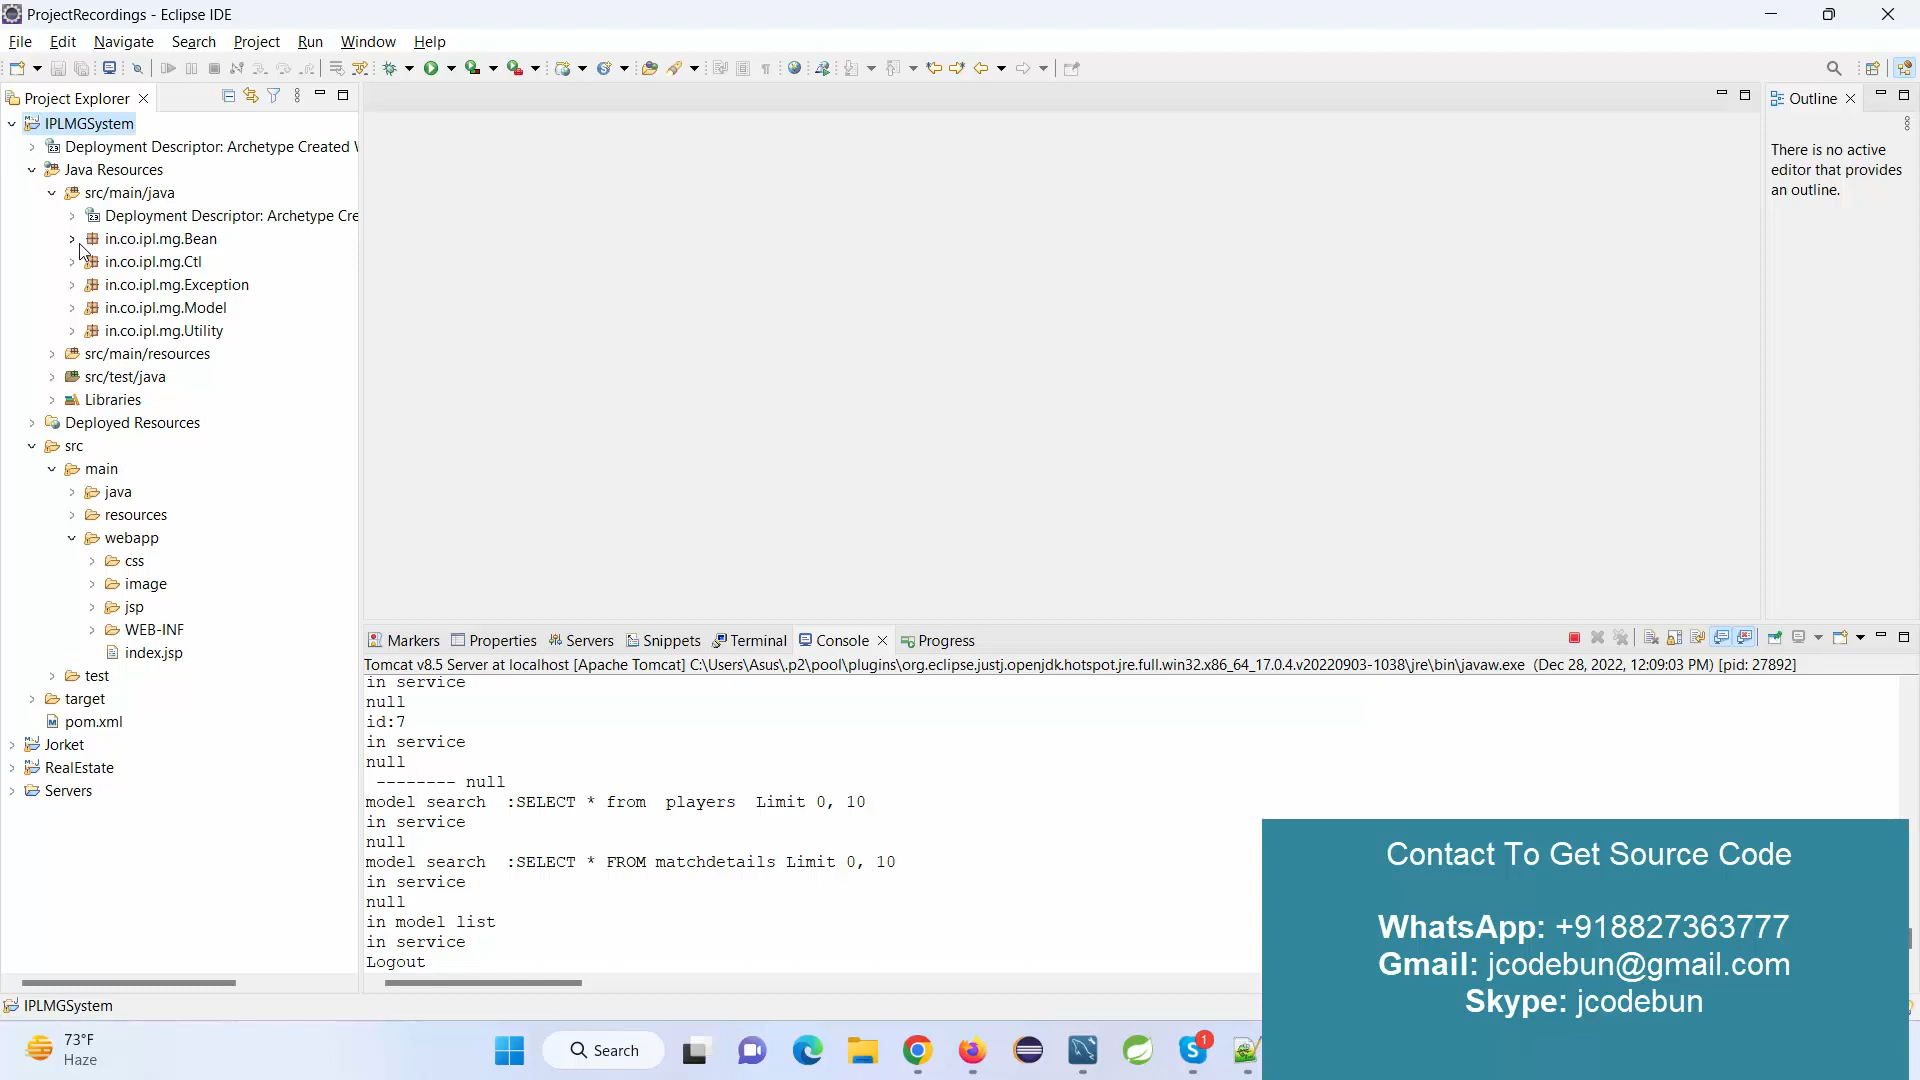 ProjectRecordings - Eclipse IDE
File Edit Navigate Search Project Run Window Help
Project Explorer
IPLMGSystem
Deployment Descriptor: Archetype Created
Java Resources
src/main/java
Deployment Descriptor: Archetype Cre
in.co.ipl.mg.Bean
in.co.ipl.mg.Ctl
in.co.ipl.mg.Exception
in.co.ipl.mg.Model
in.co.ipl.mg.Utility
src/main/resources
src/test/java
Libraries
Deployed Resources
src
main
java
resources
webapp
css
image
jsp
WEB-INF
index.jsp
test
target
pom.xml
Jorket
RealEstate
Servers
Outline
There is no active
editor that provides
an outline.
Markers Properties Servers Snippets Terminal Console Progress
Tomcat v8.5 Server at localhost [Apache Tomcat] C:\Users\Asus\.p2\pool\plugins\org.eclipse.justj.openjdk.hotspot.jre.full.win32.x86_64_17.0.4.v20220903-1038\jre\bin\javaw.exe (Dec 28, 2022, 12:09:03 PM) [pid: 27892]
in service
null
id:7
in service
null
-------- null
model search :SELECT * from players Limit 0, 10
in service
null
model search :SELECT * FROM matchdetails Limit 0, 10
in service
null
in model list
in service
Logout
Contact To Get Source Code
WhatsApp: +918827363777
Gmail: jcodebun@gmail.com
Skype: jcodebun
IPLMGSystem
73°F
Haze
Search
1